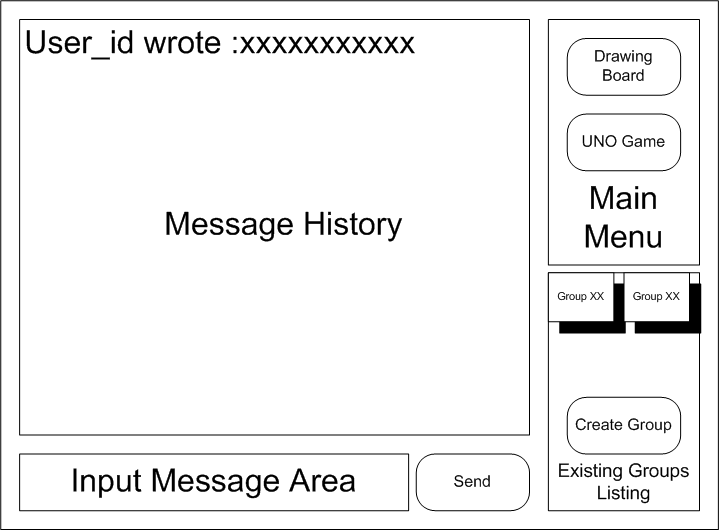 User_id wrote :xxxxxxxxxxx
Message History
Input Message Area
Send
Drawing
Board
UNO Game
Main
Menu
Group XX
Group XX
Create Group
Existing Groups
Listing